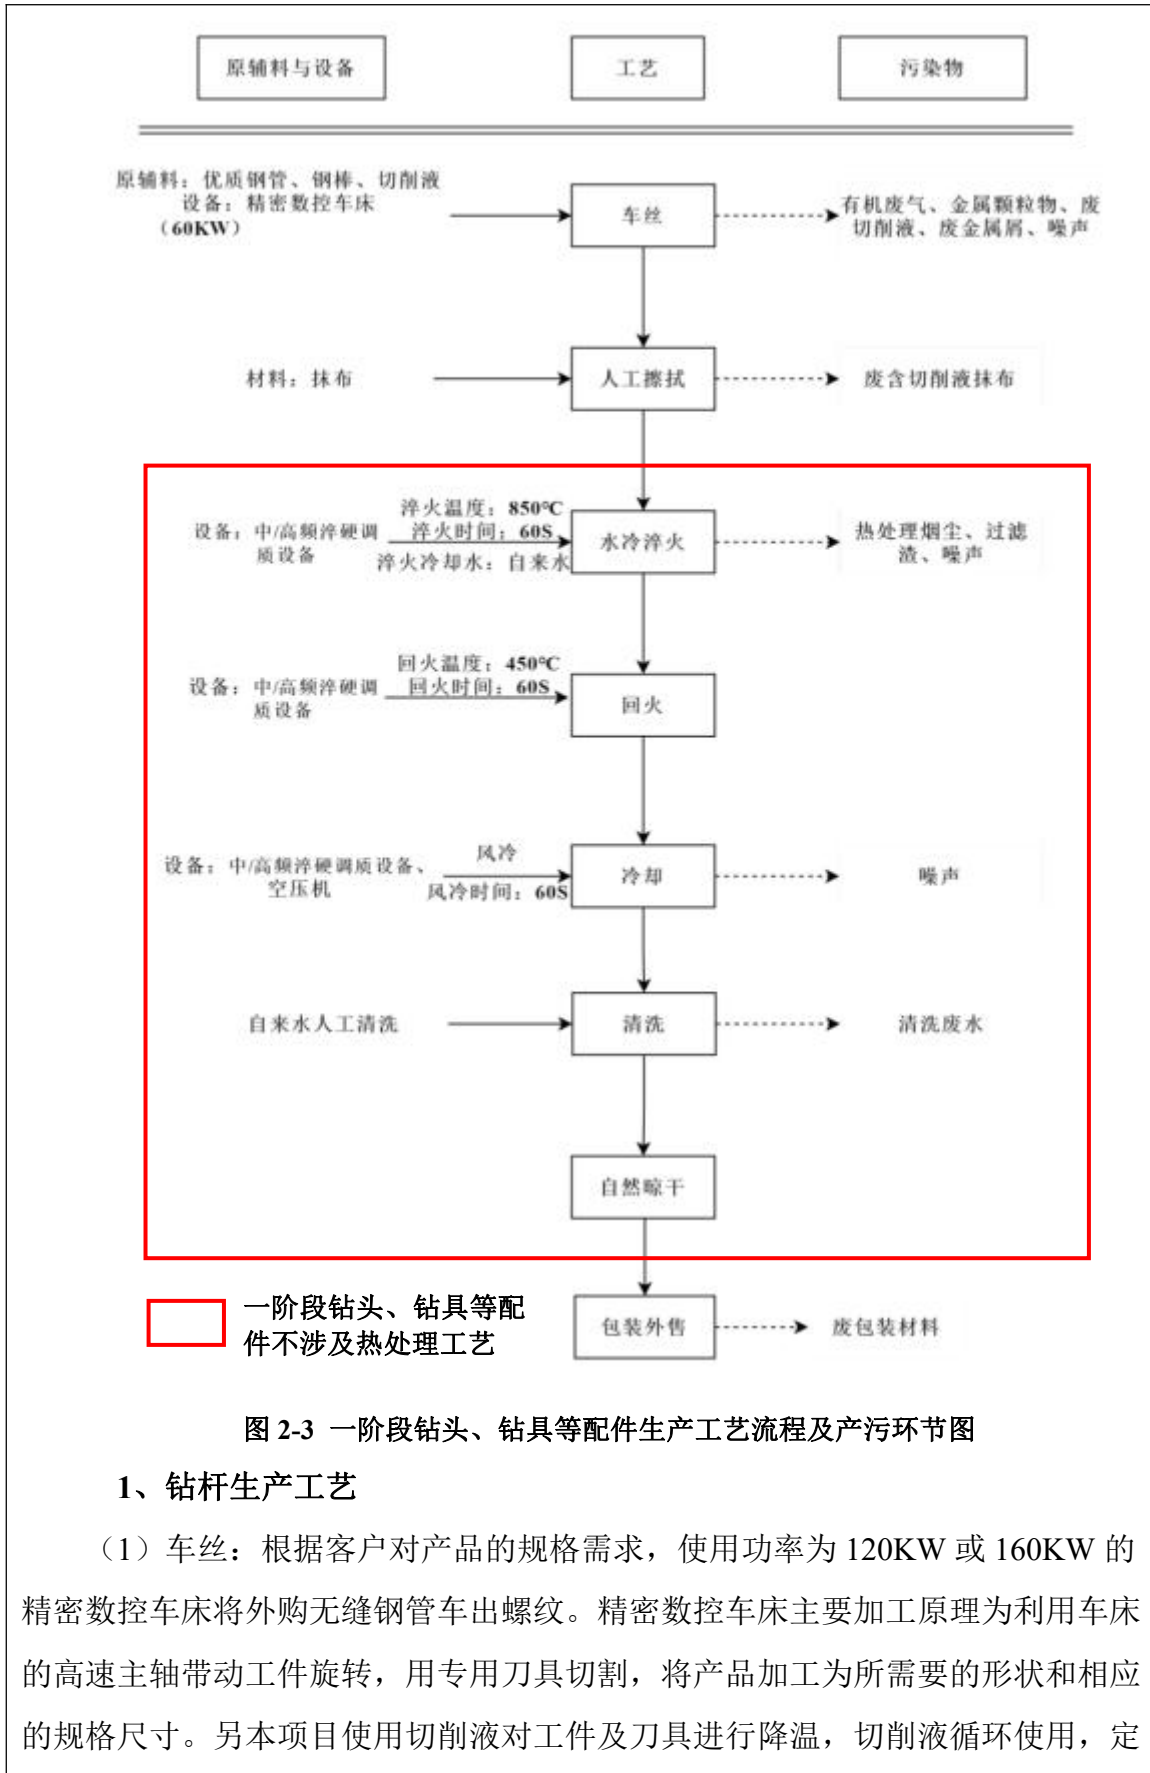 原辅料与设备
工艺
污染物
原辅料：优质钢管、钢棒、切削液
设备：精密数控车床
（60KW）
车丝
有机废气、金属颗粒物、废
切削液、废金属屑、噪声
材料：抹布
人工擦拭
废含切削液抹布
设备：中/高频淬硬调
质设备
淬火温度：850℃
淬火时间：60S
淬火冷却水：自来水
水冷淬火
热处理烟尘、过滤
渣、噪声
设备：中/高频淬硬调
质设备
回火温度：450℃
回火时间：60S
回火
设备：中/高频淬硬调质设备、
空压机
风冷
风冷时间：60S
冷却
噪声
自来水人工清洗
清洗
清洗废水
自然晾干
一阶段钻头、钻具等配
件不涉及热处理工艺
包装外售
废包装材料
图 2-3 一阶段钻头、钻具等配件生产工艺流程及产污环节图
1、钻杆生产工艺
（1）车丝：根据客户对产品的规格需求，使用功率为 120KW 或 160KW 的
精密数控车床将外购无缝钢管车出螺纹。精密数控车床主要加工原理为利用车床
的高速主轴带动工件旋转，用专用刀具切割，将产品加工为所需要的形状和相应
的规格尺寸。另本项目使用切削液对工件及刀具进行降温，切削液循环使用，定